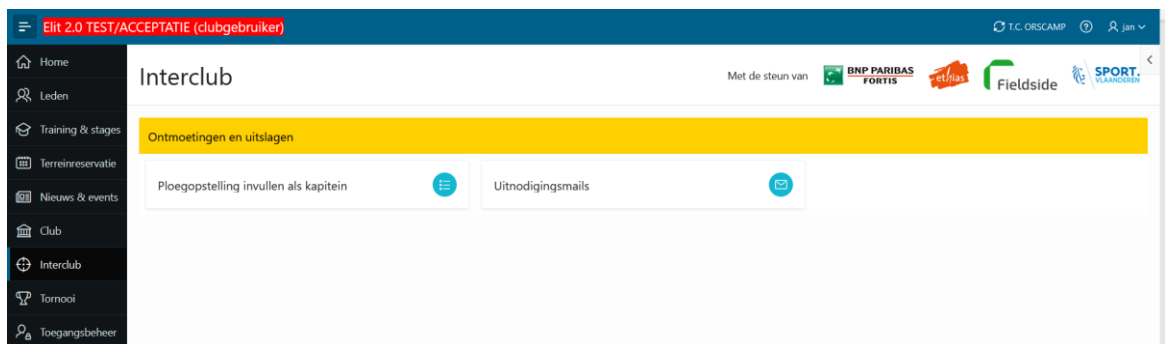 Elit 2.0 TEST/ACCEPTATIE (clubgebruiker)
T.C. ORSCAMP
jan
Home
Leden
Training & stages
Terreinreservatie
Nieuws & events
Club
Interclub
Tornooi
Toegangsbeheer
Interclub
Met de steun van
BNP PARIBAS
FORTIS
ethias
Fieldside
SPORT.
VLAANDEREN
Ontmoetingen en uitslagen
Ploegopstelling invullen als kapitein
Uitnodigingsmails